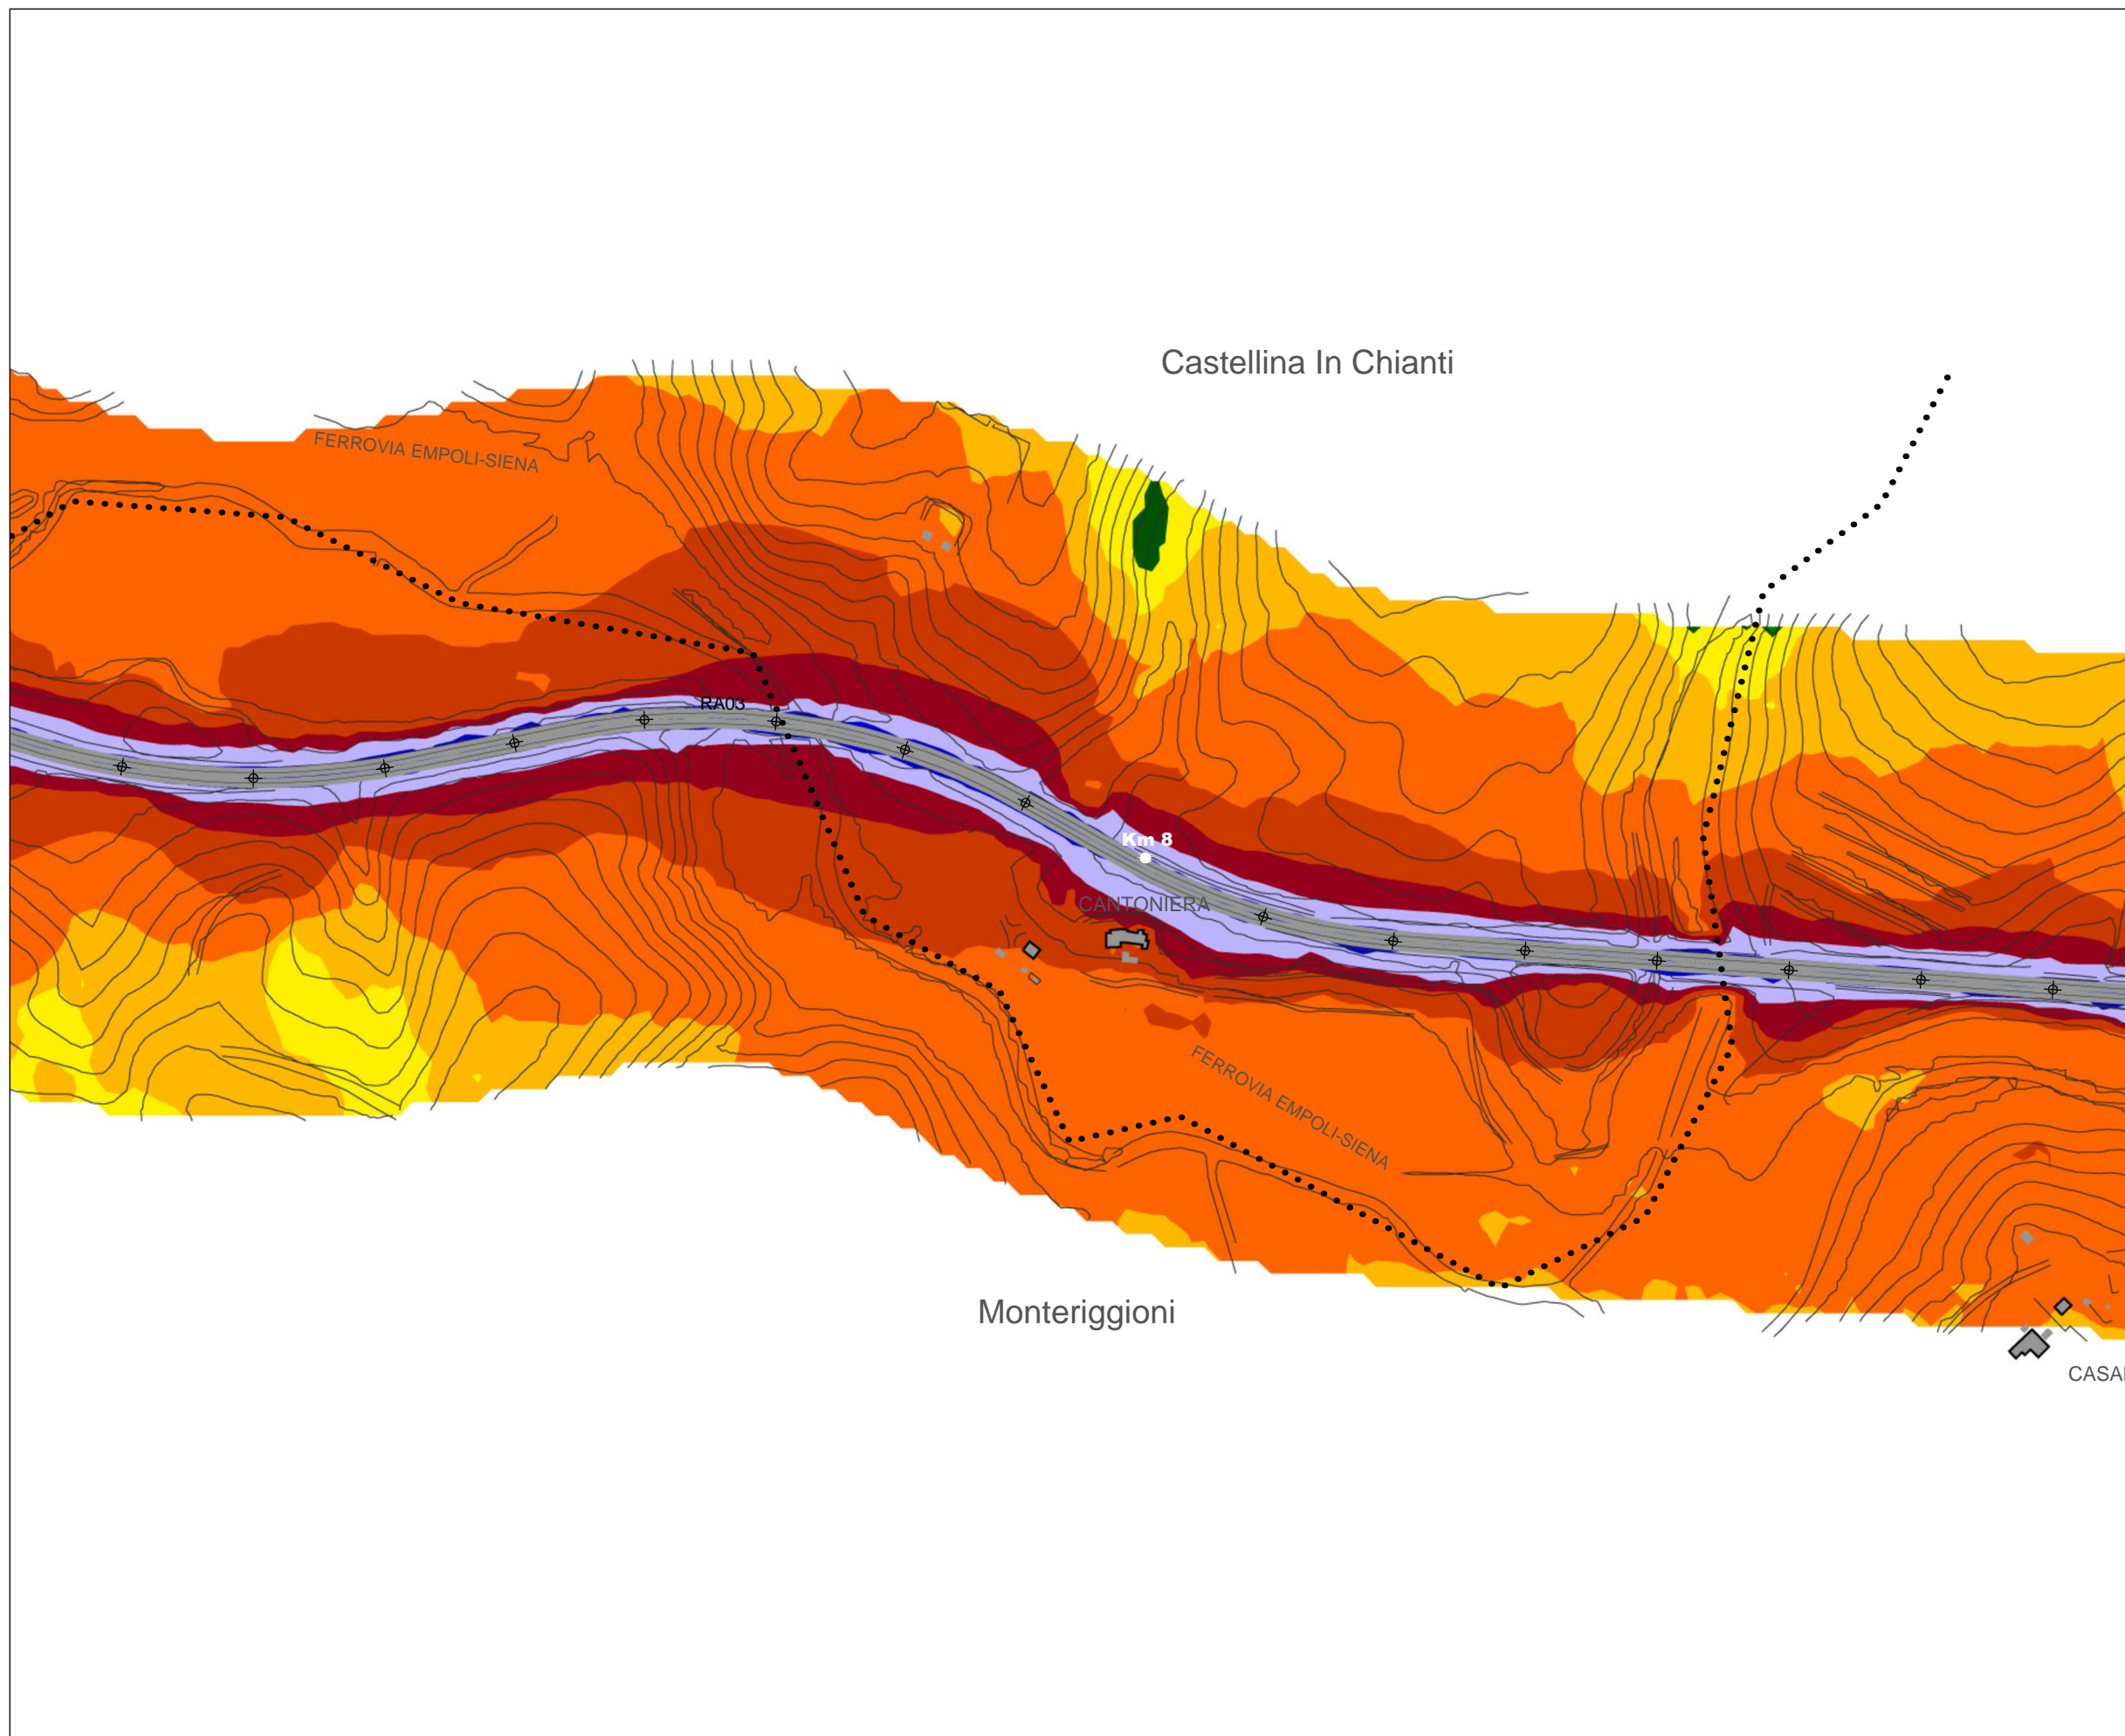 Castellina In Chianti
FERROVIA EMPOLI-SIENA
RA03
Km 8
CANTONIERA
FERROVIA EMPOLI-SIENA
Monteriggioni